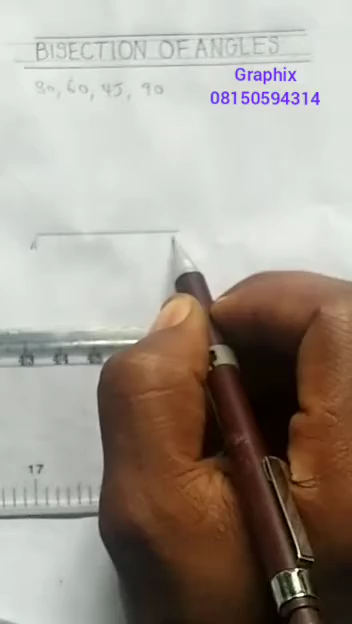 BISECTION OF ANGLES
Graphix
30, 60, 45, 90
08150594314
A
17